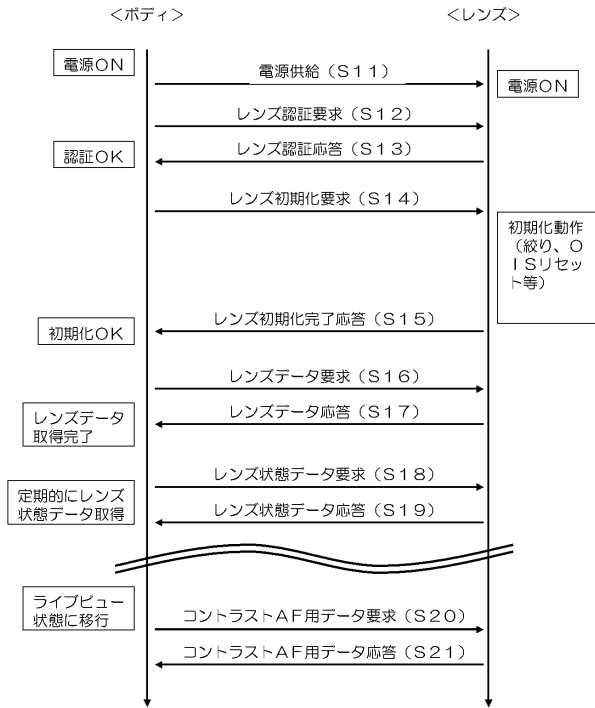 ＜ボディ＞
＜レンズ＞
電源ＯＮ
電源供給（Ｓ１１）
電源ＯＮ
レンズ認証要求（Ｓ１２）
レンズ認証応答（Ｓ１３）
認証ＯＫ
レンズ初期化要求（Ｓ１４）
初期化動作
（絞り、Ｏ
ＩＳリセッ
ト等）
レンズ初期化完了応答（Ｓ１５）
初期化ＯＫ
レンズデータ要求（Ｓ１６）
レンズデータ応答（Ｓ１７）
レンズデータ
取得完了
レンズ状態データ要求（Ｓ１８）
定期的にレンズ
状態データ取得
レンズ状態データ応答（Ｓ１９）
ライブビュー
状態に移行
コントラストＡＦ用データ要求（Ｓ２０）
コントラストＡＦ用データ応答（Ｓ２１）